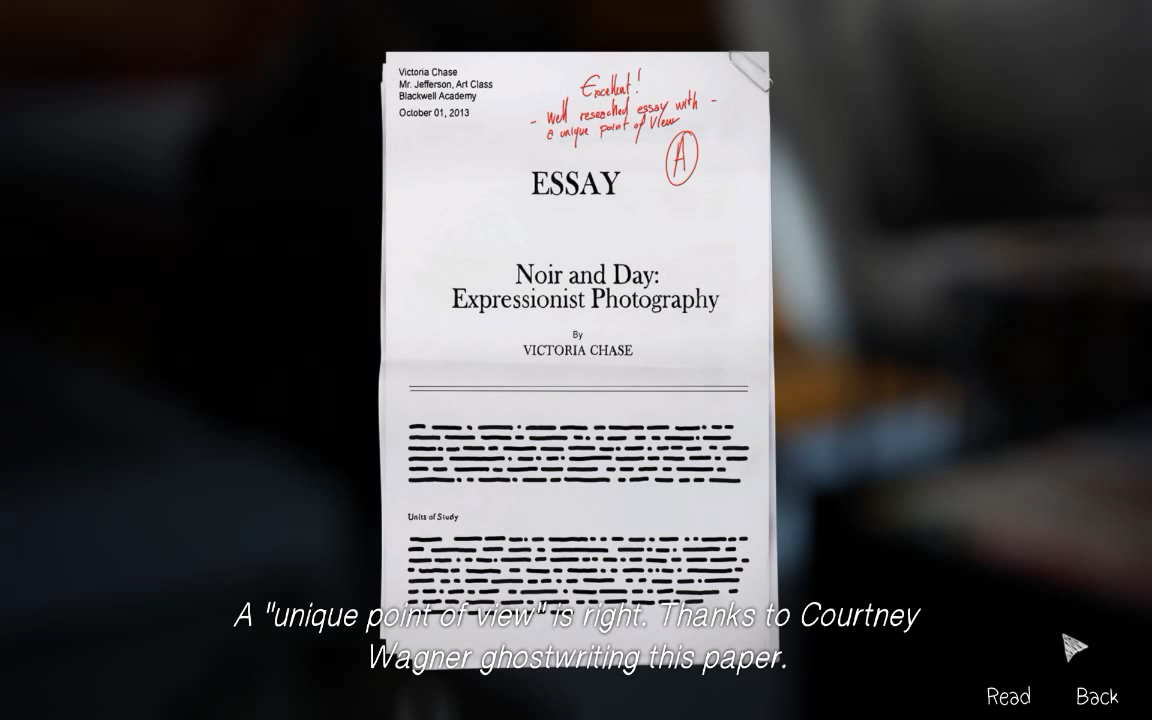 Victoria Chase
Mr. Jefferson, Art Class
Blackwell Academy
October 01, 2013
Excellent!
- Well reseached essay with -
a unique point of View
A
ESSAY
Noir and Day:
Expressionist Photography
By
VICTORIA CHASE
Units of Study
A "unique point of view" is right. Thanks to Courtney
Wagner ghostwriting this paper.
Read Back